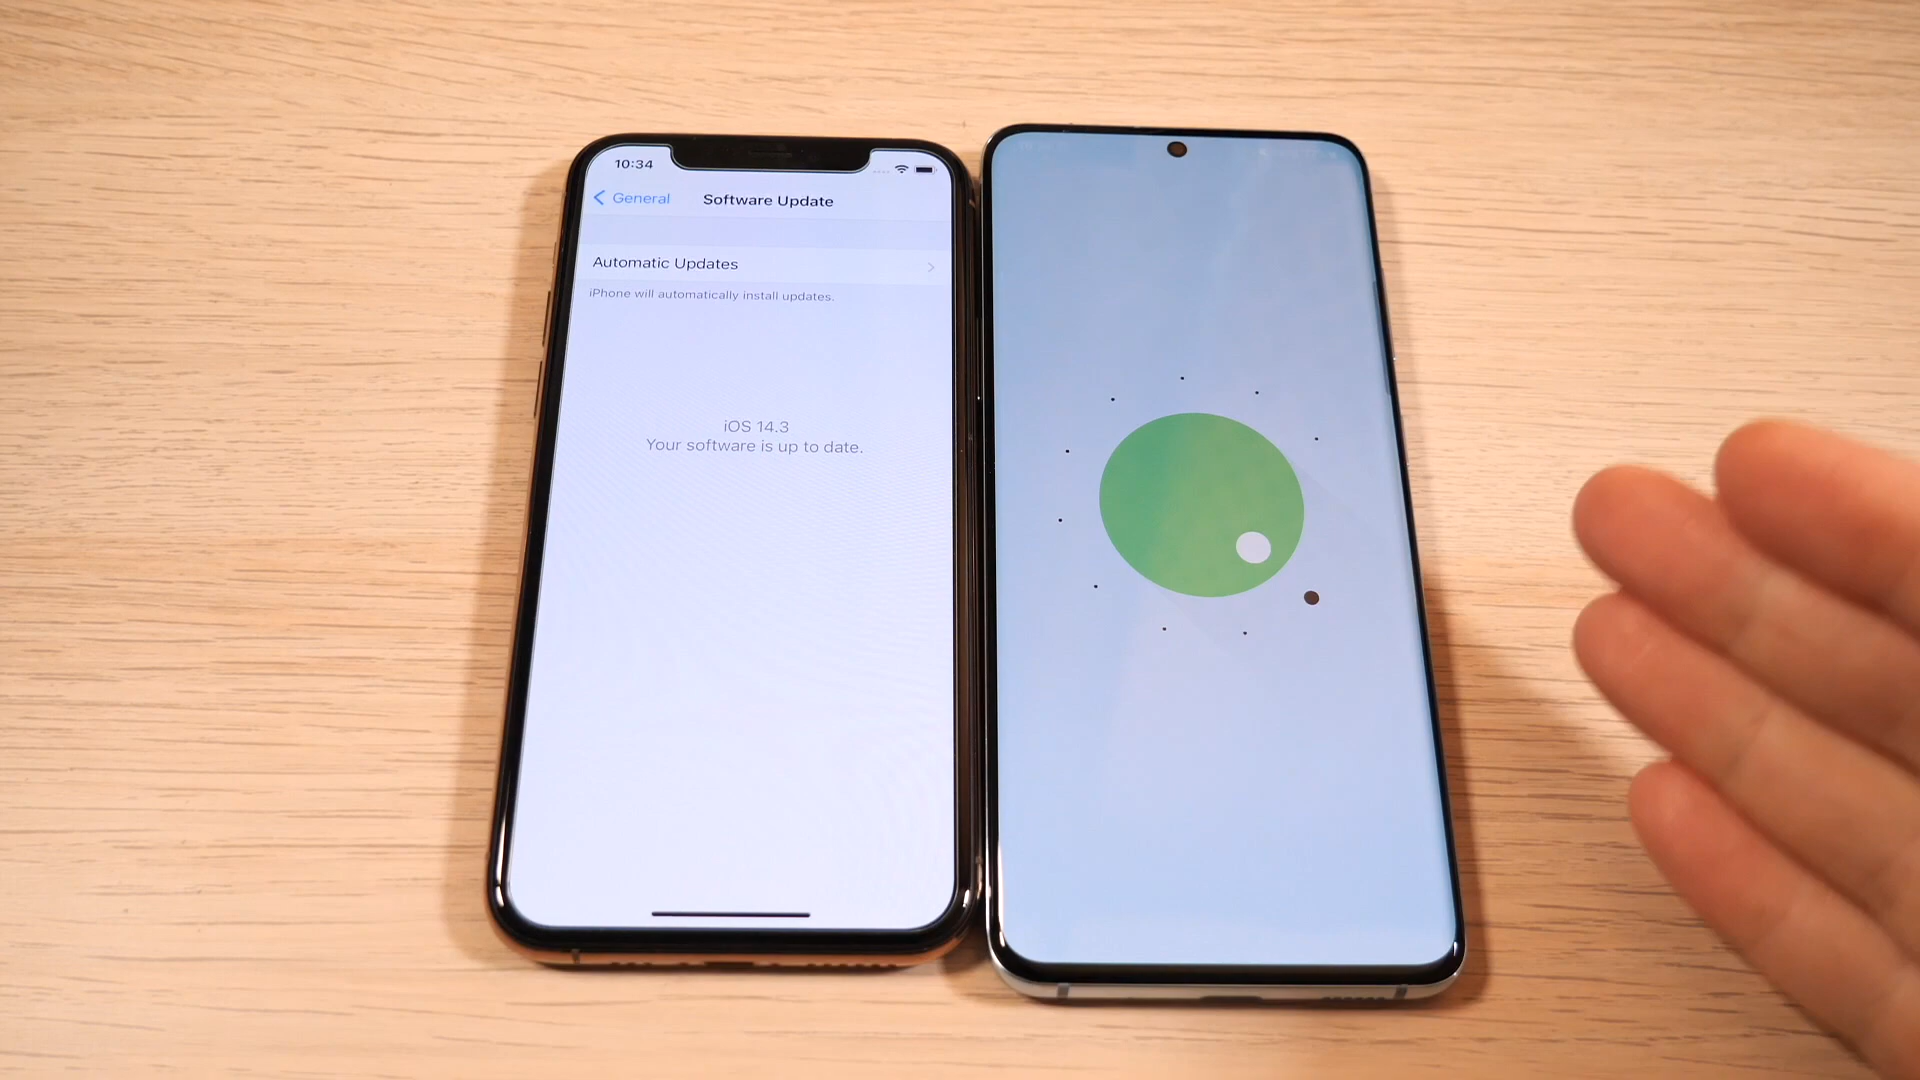 10:34
General
Software Update
Automatic Updates
iPhone will automatically install updates.
iOS 14.3
Your software is up to date.